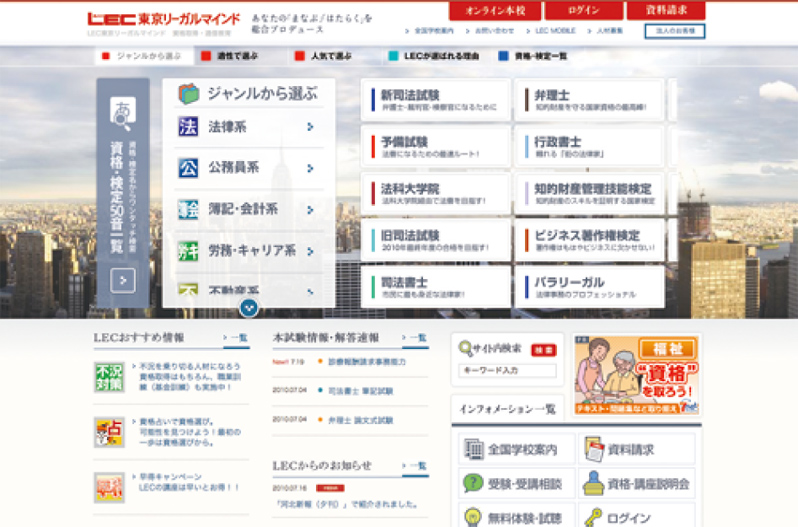 LEC東京リーガルマインド
あなたの「まなぶ/はたらく」を
総合プロデュース
LEC東京リーガルマインド 資格取得・通信教育
オンライン本校
ログイン
資料請求
全国学校案内
お問い合わせ
LEC MOBILE
人材募集
法人のお客様
ジャンルから選ぶ
適性で選ぶ
人気で選ぶ
LECが選ばれる理由
資格・検定一覧
あ
資格・検定名からワンタッチ検索
資格・検定50音一覧
ジャンルから選ぶ
法 法律系
公 公務員系
簿会 簿記・会計系
労キ 労務・キャリア系
不動産系
新司法試験
弁護士・裁判官・検察官になるために
弁理士
知的財産を守る国家資格の最高峰!
予備試験
法曹になるための最速ルート!
行政書士
頼れる「街の法律家」
法科大学院
法科大学院経由で法曹を目指す!
知的財産管理技能検定
知的財産のスキルを証明する国家検定
旧司法試験
2010年最終年度の合格を目指す!
ビジネス著作権検定
著作権はもはやビジネスに欠かせない!
司法書士
市民に最も身近な法律家!
パラリーガル
法律事務のプロフェッショナル
LECおすすめ情報
一覧
不況対策
不況を乗り切る人材になろう
資格取得はもちろん、職業訓
練(基金訓練)も実施中!
占
資格占いで資格選び。
可能性を見つけよう!最初の
一歩は資格選びから。
早得キャンペーン
LECの講座は早いとお得!!
本試験情報・解答速報
一覧
New! 7.19
診療報酬請求事務能力
2010.07.04
司法書士 筆記試験
2010.07.04
弁理士 論文式試験
LECからのお知らせ
一覧
2010.07.16
MEDIA
「河北新報(夕刊)」で紹介されました。
サイト内検索
検索
キーワード入力
PR
福祉
"資格"
を取ろう!
テキスト・問題集など取り揃え
インフォメーション一覧
全国学校案内
資料請求
受験・受講相談
資格・講座説明会
無料体験・試聴
ログイン